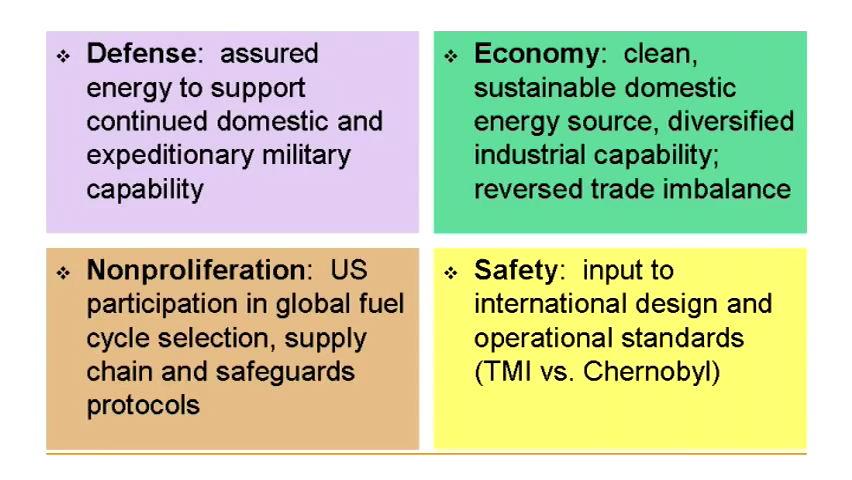 ❖ Defense: assured
energy to support
continued domestic and
expeditionary military
capability
❖ Economy: clean,
sustainable domestic
energy source, diversified
industrial capability;
reversed trade imbalance
❖ Nonproliferation: US
participation in global fuel
cycle selection, supply
chain and safeguards
protocols
❖ Safety: input to
international design and
operational standards
(TMI vs. Chernobyl)